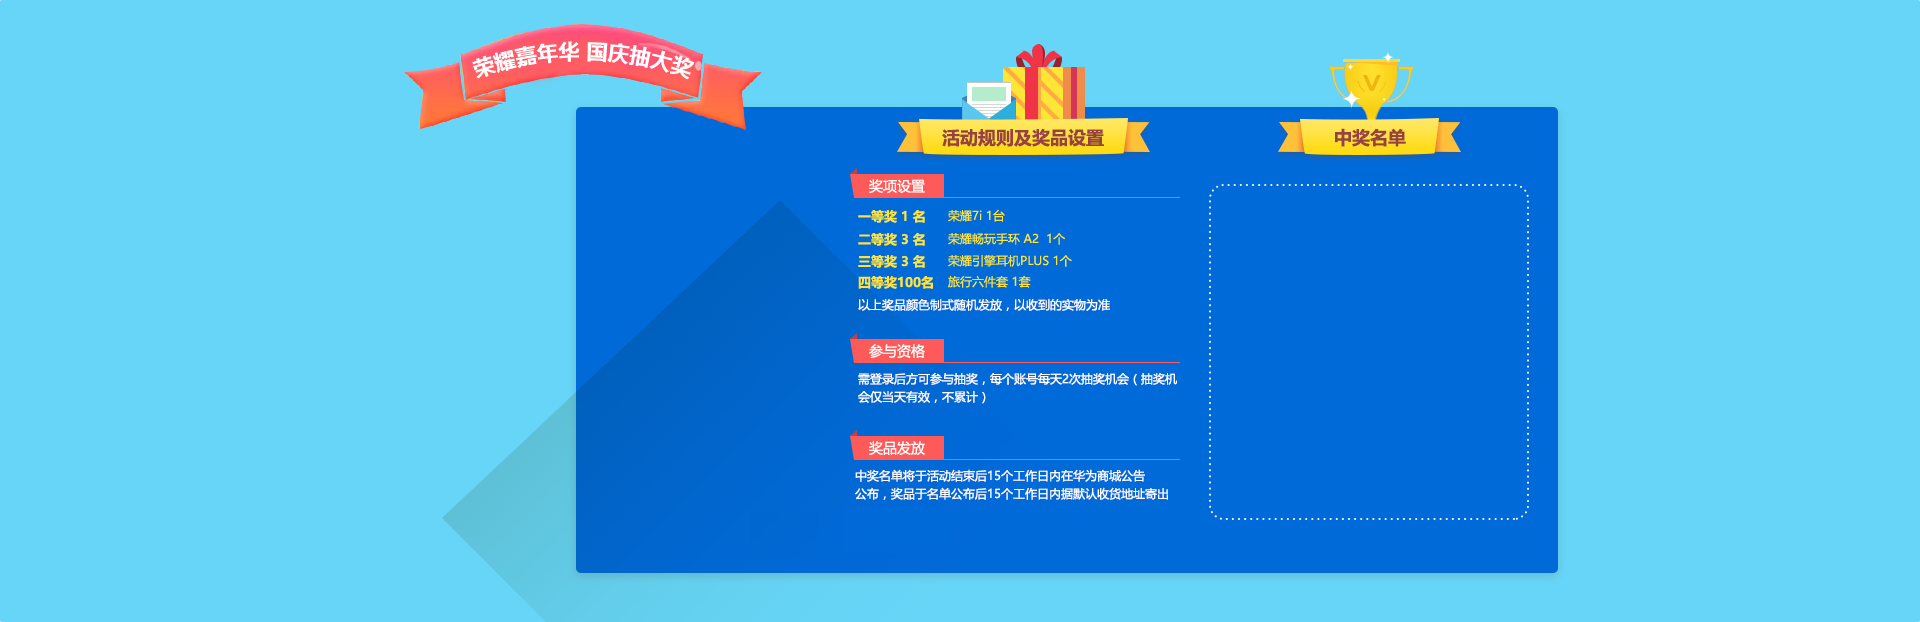 荣耀嘉年华 国庆抽大奖
活动规则及奖品设置
奖项设置
一等奖 1 名 荣耀7i 1台
二等奖 3 名 荣耀畅玩手环 A2 1个
三等奖 3 名 荣耀引擎耳机PLUS 1个
四等奖100名 旅行六件套 1套
以上奖品颜色制式随机发放，以收到的实物为准
参与资格
需登录后方可参与抽奖，每个账号每天2次抽奖机会（抽奖机
会仅当天有效，不累计）
奖品发放
中奖名单将于活动结束后15个工作日内在华为商城公告
公布，奖品于名单公布后15个工作日内据默认收货地址寄出
V
中奖名单